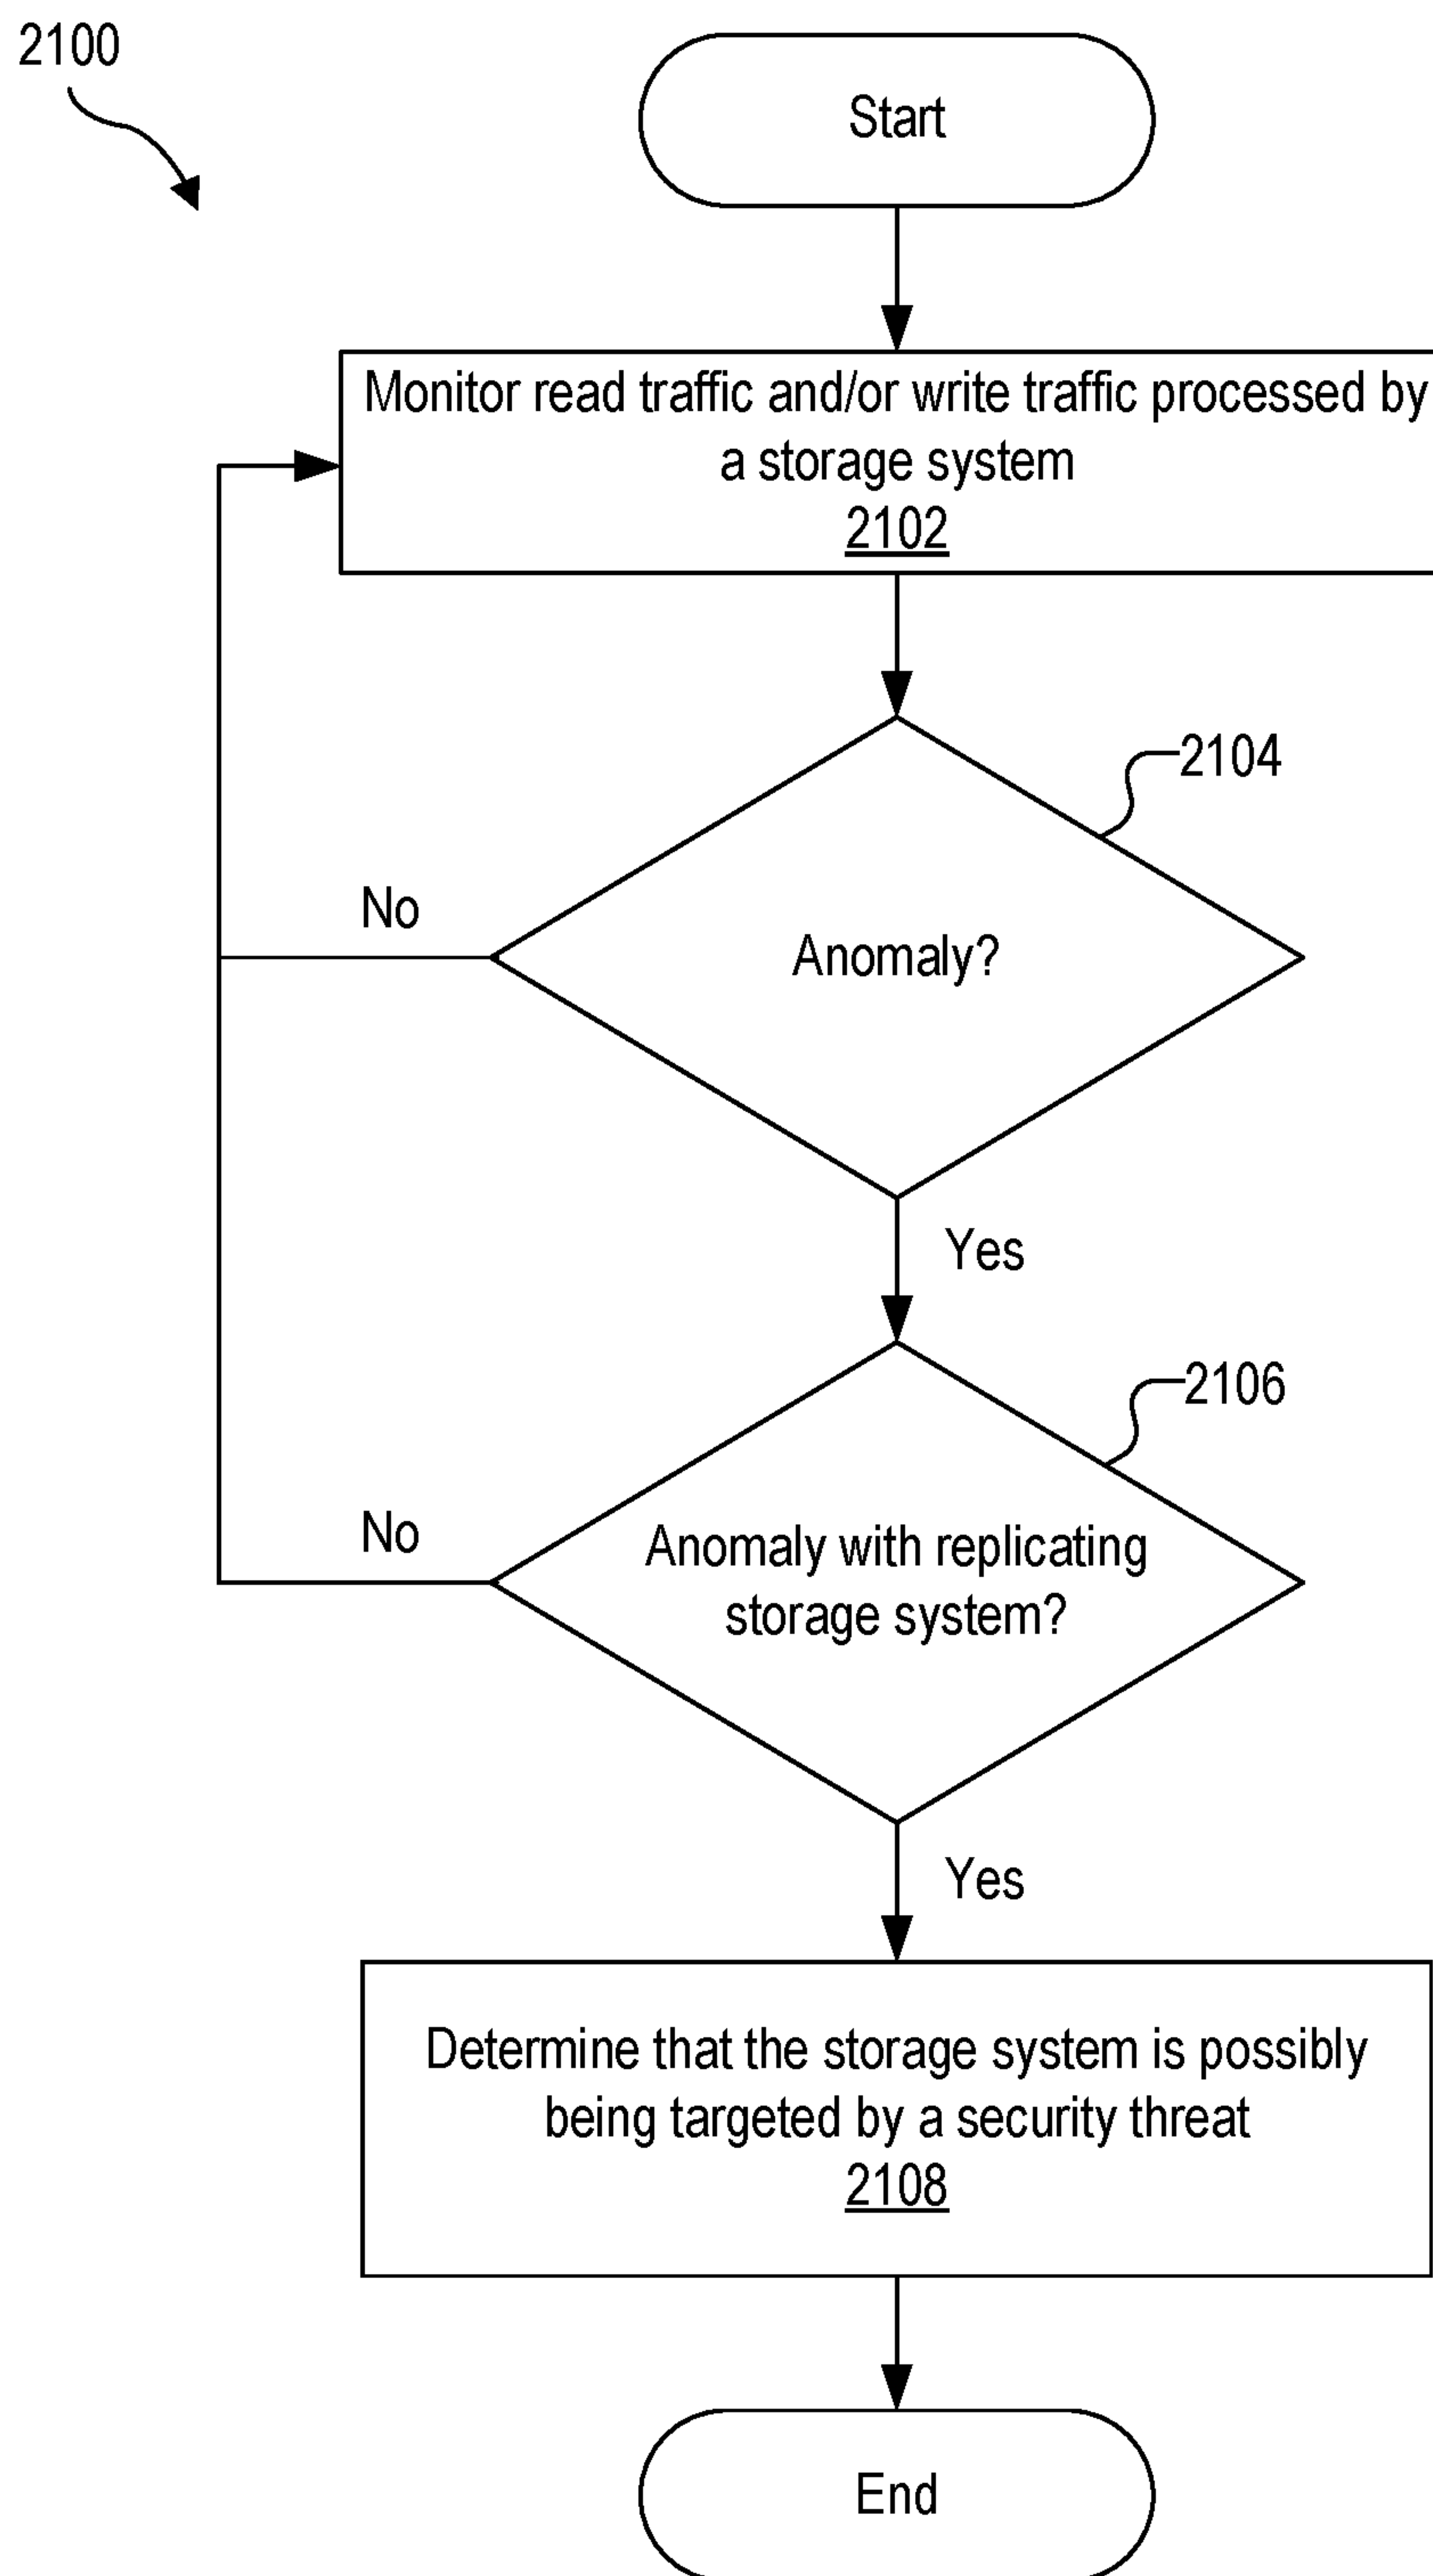 2100
Start
Monitor read traffic and/or write traffic processed by
a storage system
2102
2104
Anomaly?
No
Yes
2106
Anomaly with replicating
storage system?
No
Yes
Determine that the storage system is possibly
being targeted by a security threat
2108
End